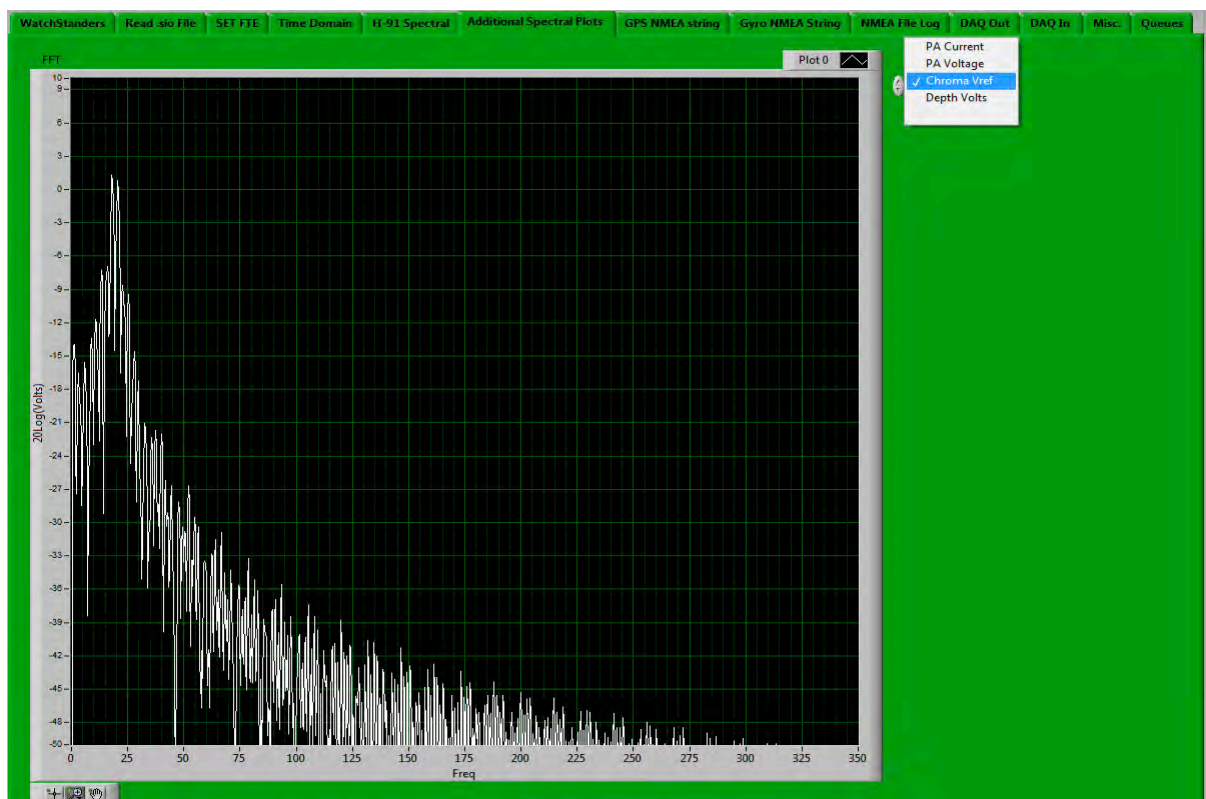 WatchStanders Read .sio File SET FTE Time Domain H-91 Spectral Additional Spectral Plots GPS NMEA string Gyro NMEA String NMEA File Log DAQ Out DAQ In Misc. Queues
PA Current
PA Voltage
✓ Chroma Vref
Depth Volts
FFT
Plot 0
10
9
6
3
0
-3
-6
-9
-12
-15
-18
-21
-24
-27
-30
-33
-36
-39
-42
-45
-48
-50
20Log(Volts)
0 25 50 75 100 125 150 175 200 225 250 275 300 325 350
Freq